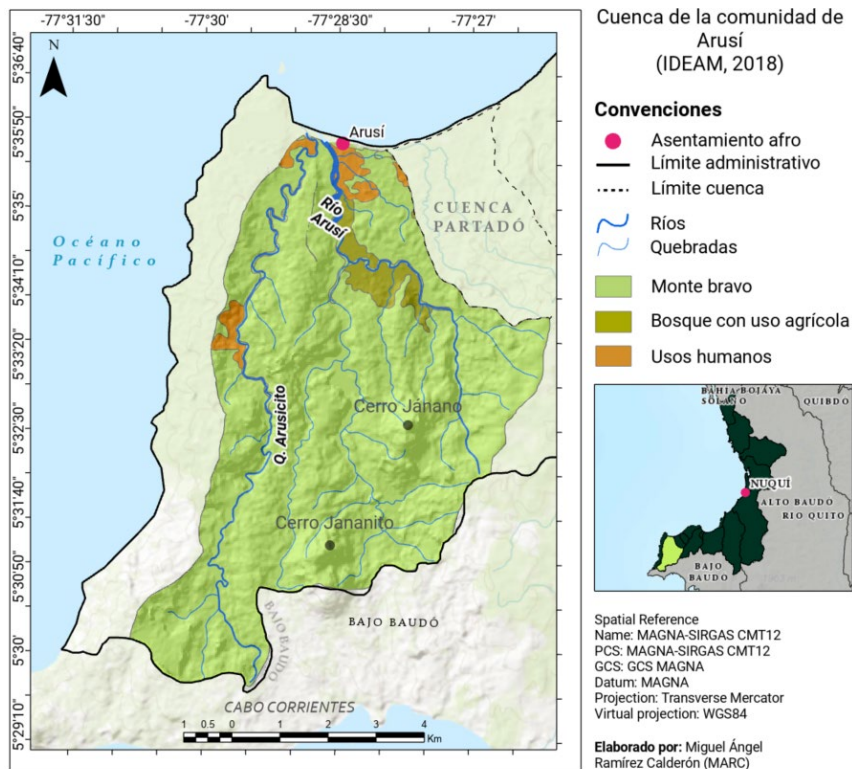 -77°31'30" -77°30' -77°28'30" -77°27'
5°36'40"
5°35'50"
5°35'
5°34'10"
5°33'20"
5°32'30"
5°31'40"
5°30'50"
5°30'
5°29'10"
N
Arusí
Río
Arusí
CUENCA
PARTADÓ
Océano
Pacífico
Cerro Janano
Q. Arusicito
Cerro Jananito
BAJO BAUDÓ
BAJO BAUDÓ
CABO CORRIENTES
1 0.5 0 1 2 3 4
Km
Cuenca de la comunidad de
Arusí
(IDEAM, 2018)
Convenciones
Asentamiento afro
Límite administrativo
Límite cuenca
Ríos
Quebradas
Monte bravo
Bosque con uso agrícola
Usos humanos
BAHIA BOJAYA
SOLANO QUIBDO
NUQUÍ
ALTO BAUDO
RIO QUITO
BAJO
BAUDO
Spatial Reference
Name: MAGNA-SIRGAS CMT12
PCS: MAGNA-SIRGAS CMT12
GCS: GCS MAGNA
Datum: MAGNA
Projection: Transverse Mercator
Virtual projection: WGS84
Elaborado por: Miguel Ángel
Ramírez Calderón (MARC)